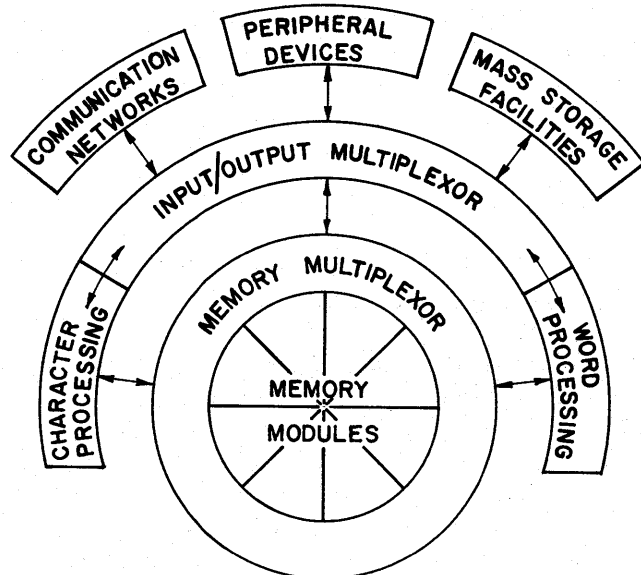 PERIPHERAL
DEVICES
COMMUNICATION
NETWORKS
MASS STORAGE
FACILITIES
INPUT/OUTPUT MULTIPLEXOR
MEMORY MULTIPLEXOR
CHARACTER
PROCESSING
WORD
PROCESSING
MEMORY
MODULES